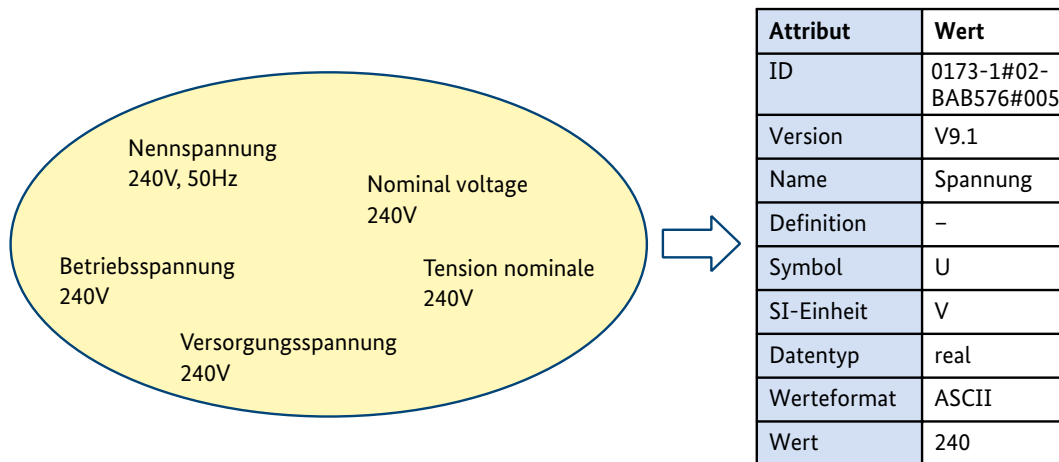 Nennspannung
240V, 50Hz
Nominal voltage
240V
Betriebsspannung
240V
Tension nominale
240V
Versorgungsspannung
240V
Attribut Wert
ID 0173-1#02-
BAB576#005
Version V9.1
Name Spannung
Definition –
Symbol U
SI-Einheit V
Datentyp real
Werteformat ASCII
Wert 240